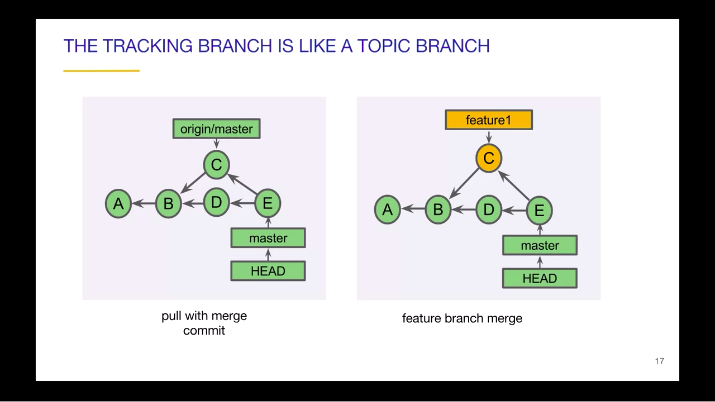 THE TRACKING BRANCH IS LIKE A TOPIC BRANCH
origin/master
C
A
B
D
E
master
HEAD
pull with merge
commit
feature1
C
A
B
D
E
master
HEAD
feature branch merge
17